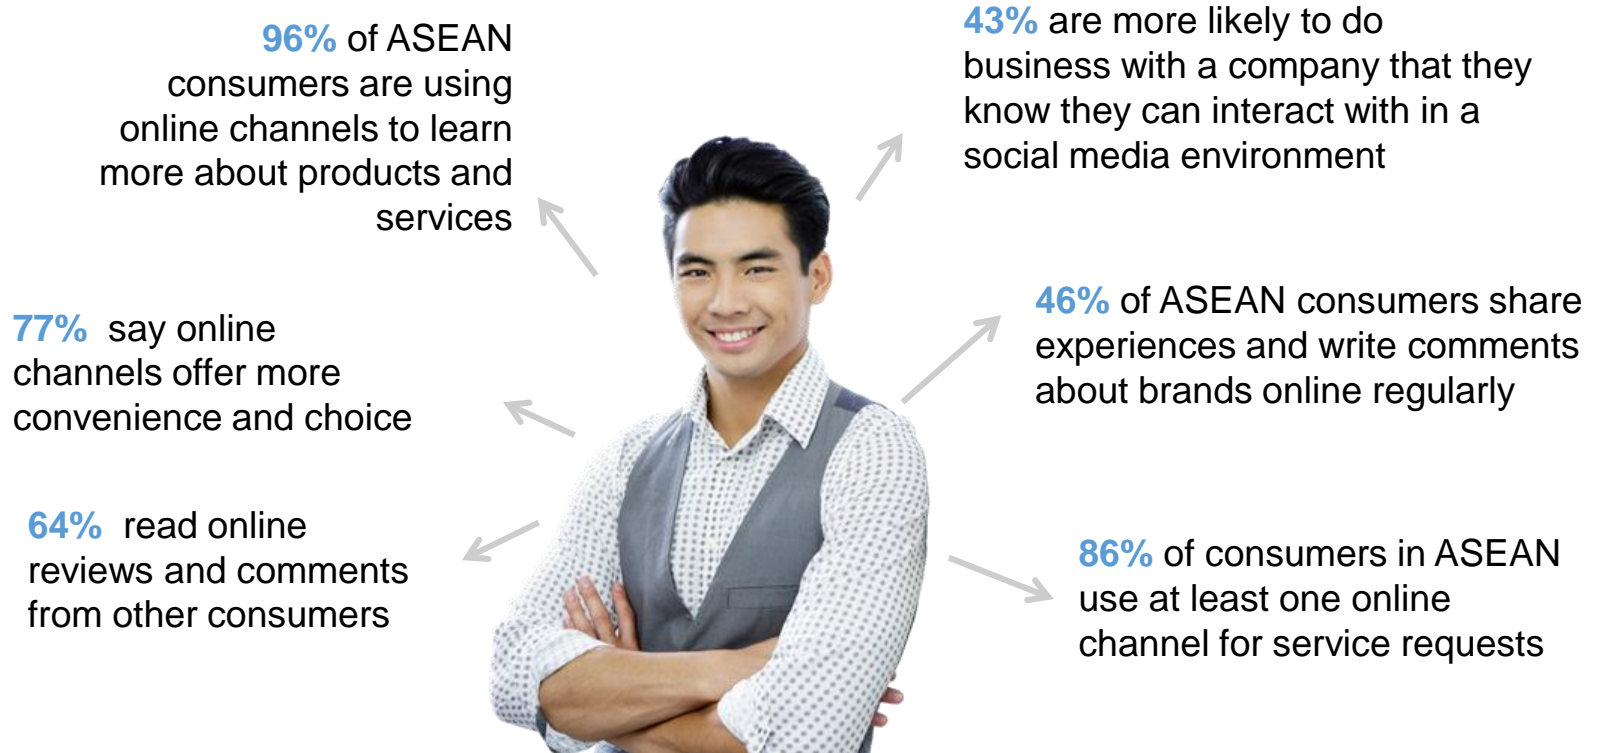 96% of ASEAN
consumers are using
online channels to learn
more about products and
services
77% say online
channels offer more
convenience and choice
64% read online
reviews and comments
from other consumers
43% are more likely to do
business with a company that they
know they can interact with in a
social media environment
46% of ASEAN consumers share
experiences and write comments
about brands online regularly
86% of consumers in ASEAN
use at least one online
channel for service requests